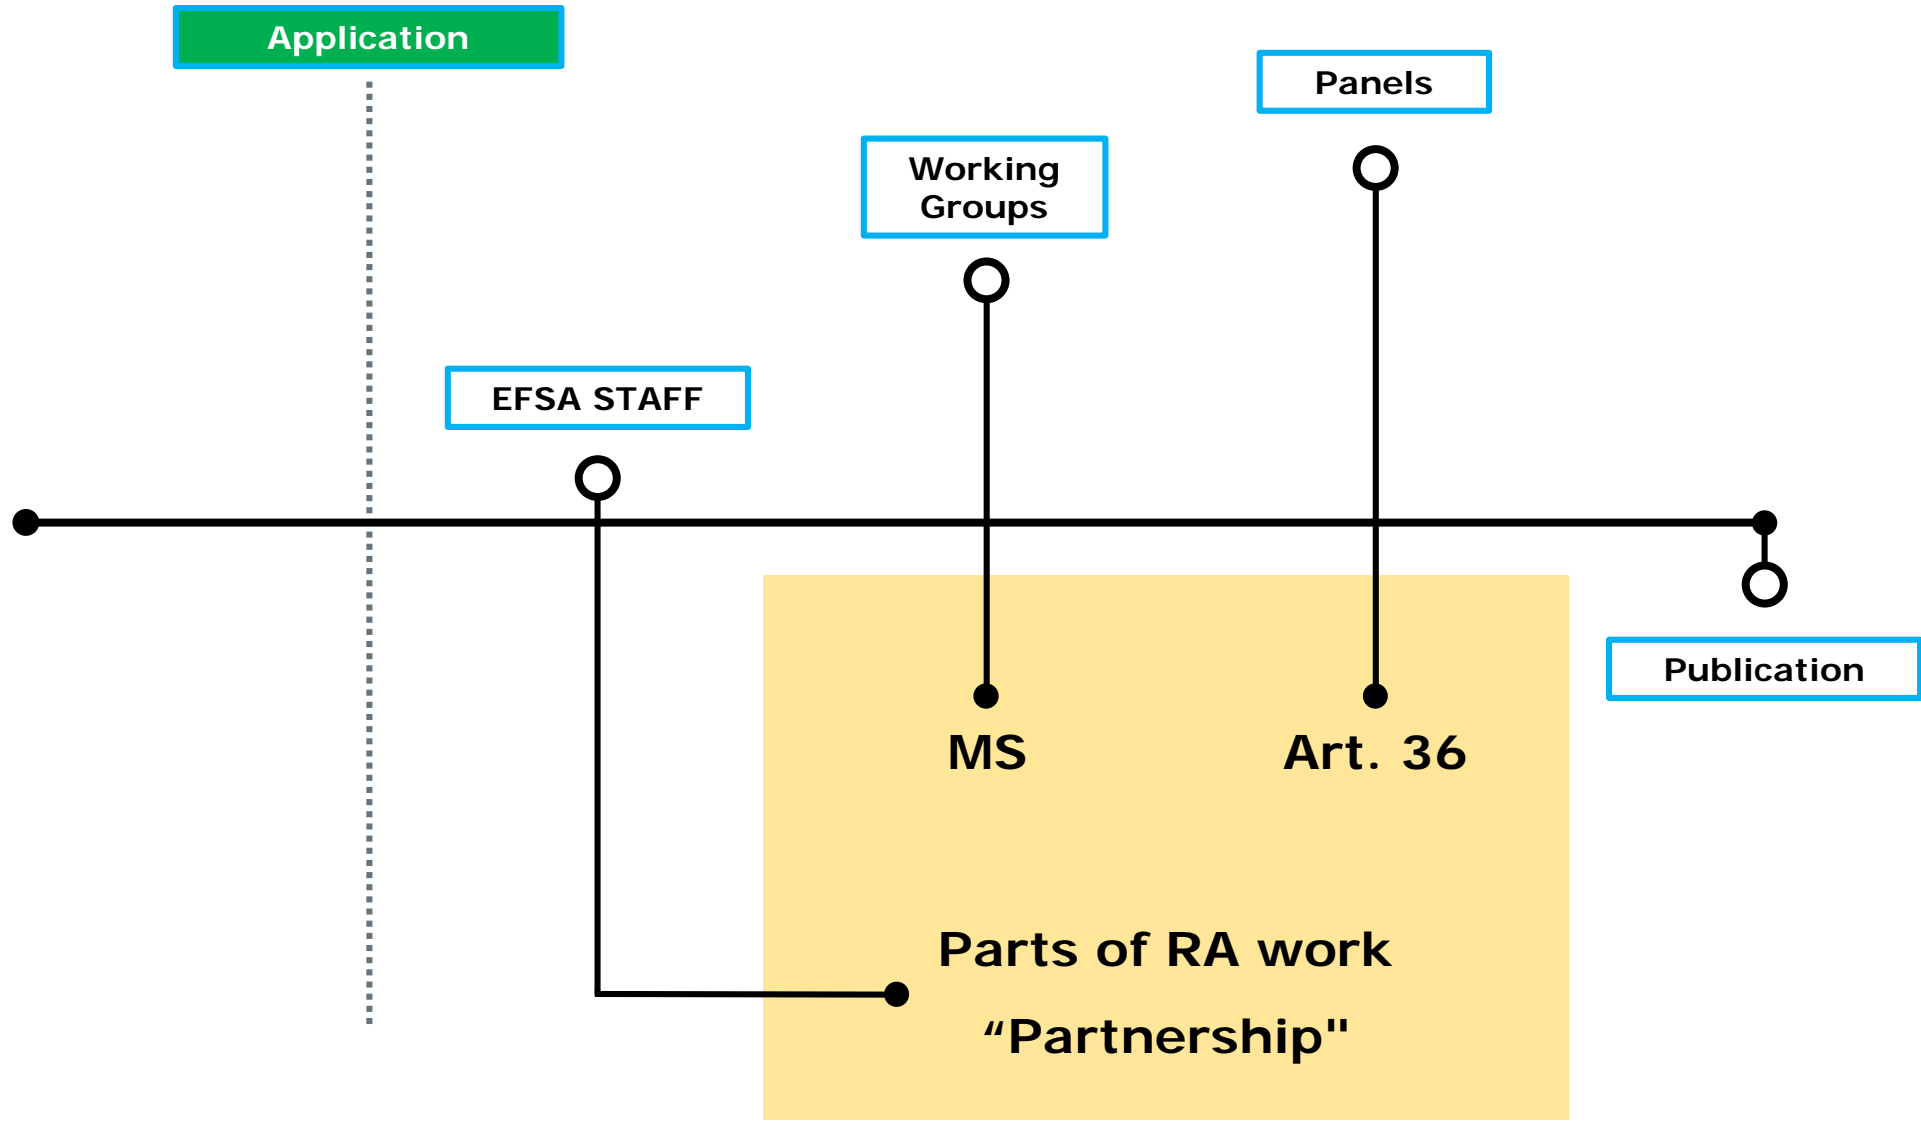 Application
Panels
Working
Groups
EFSA STAFF
Publication
MS
Art. 36
Parts of RA work
“Partnership"